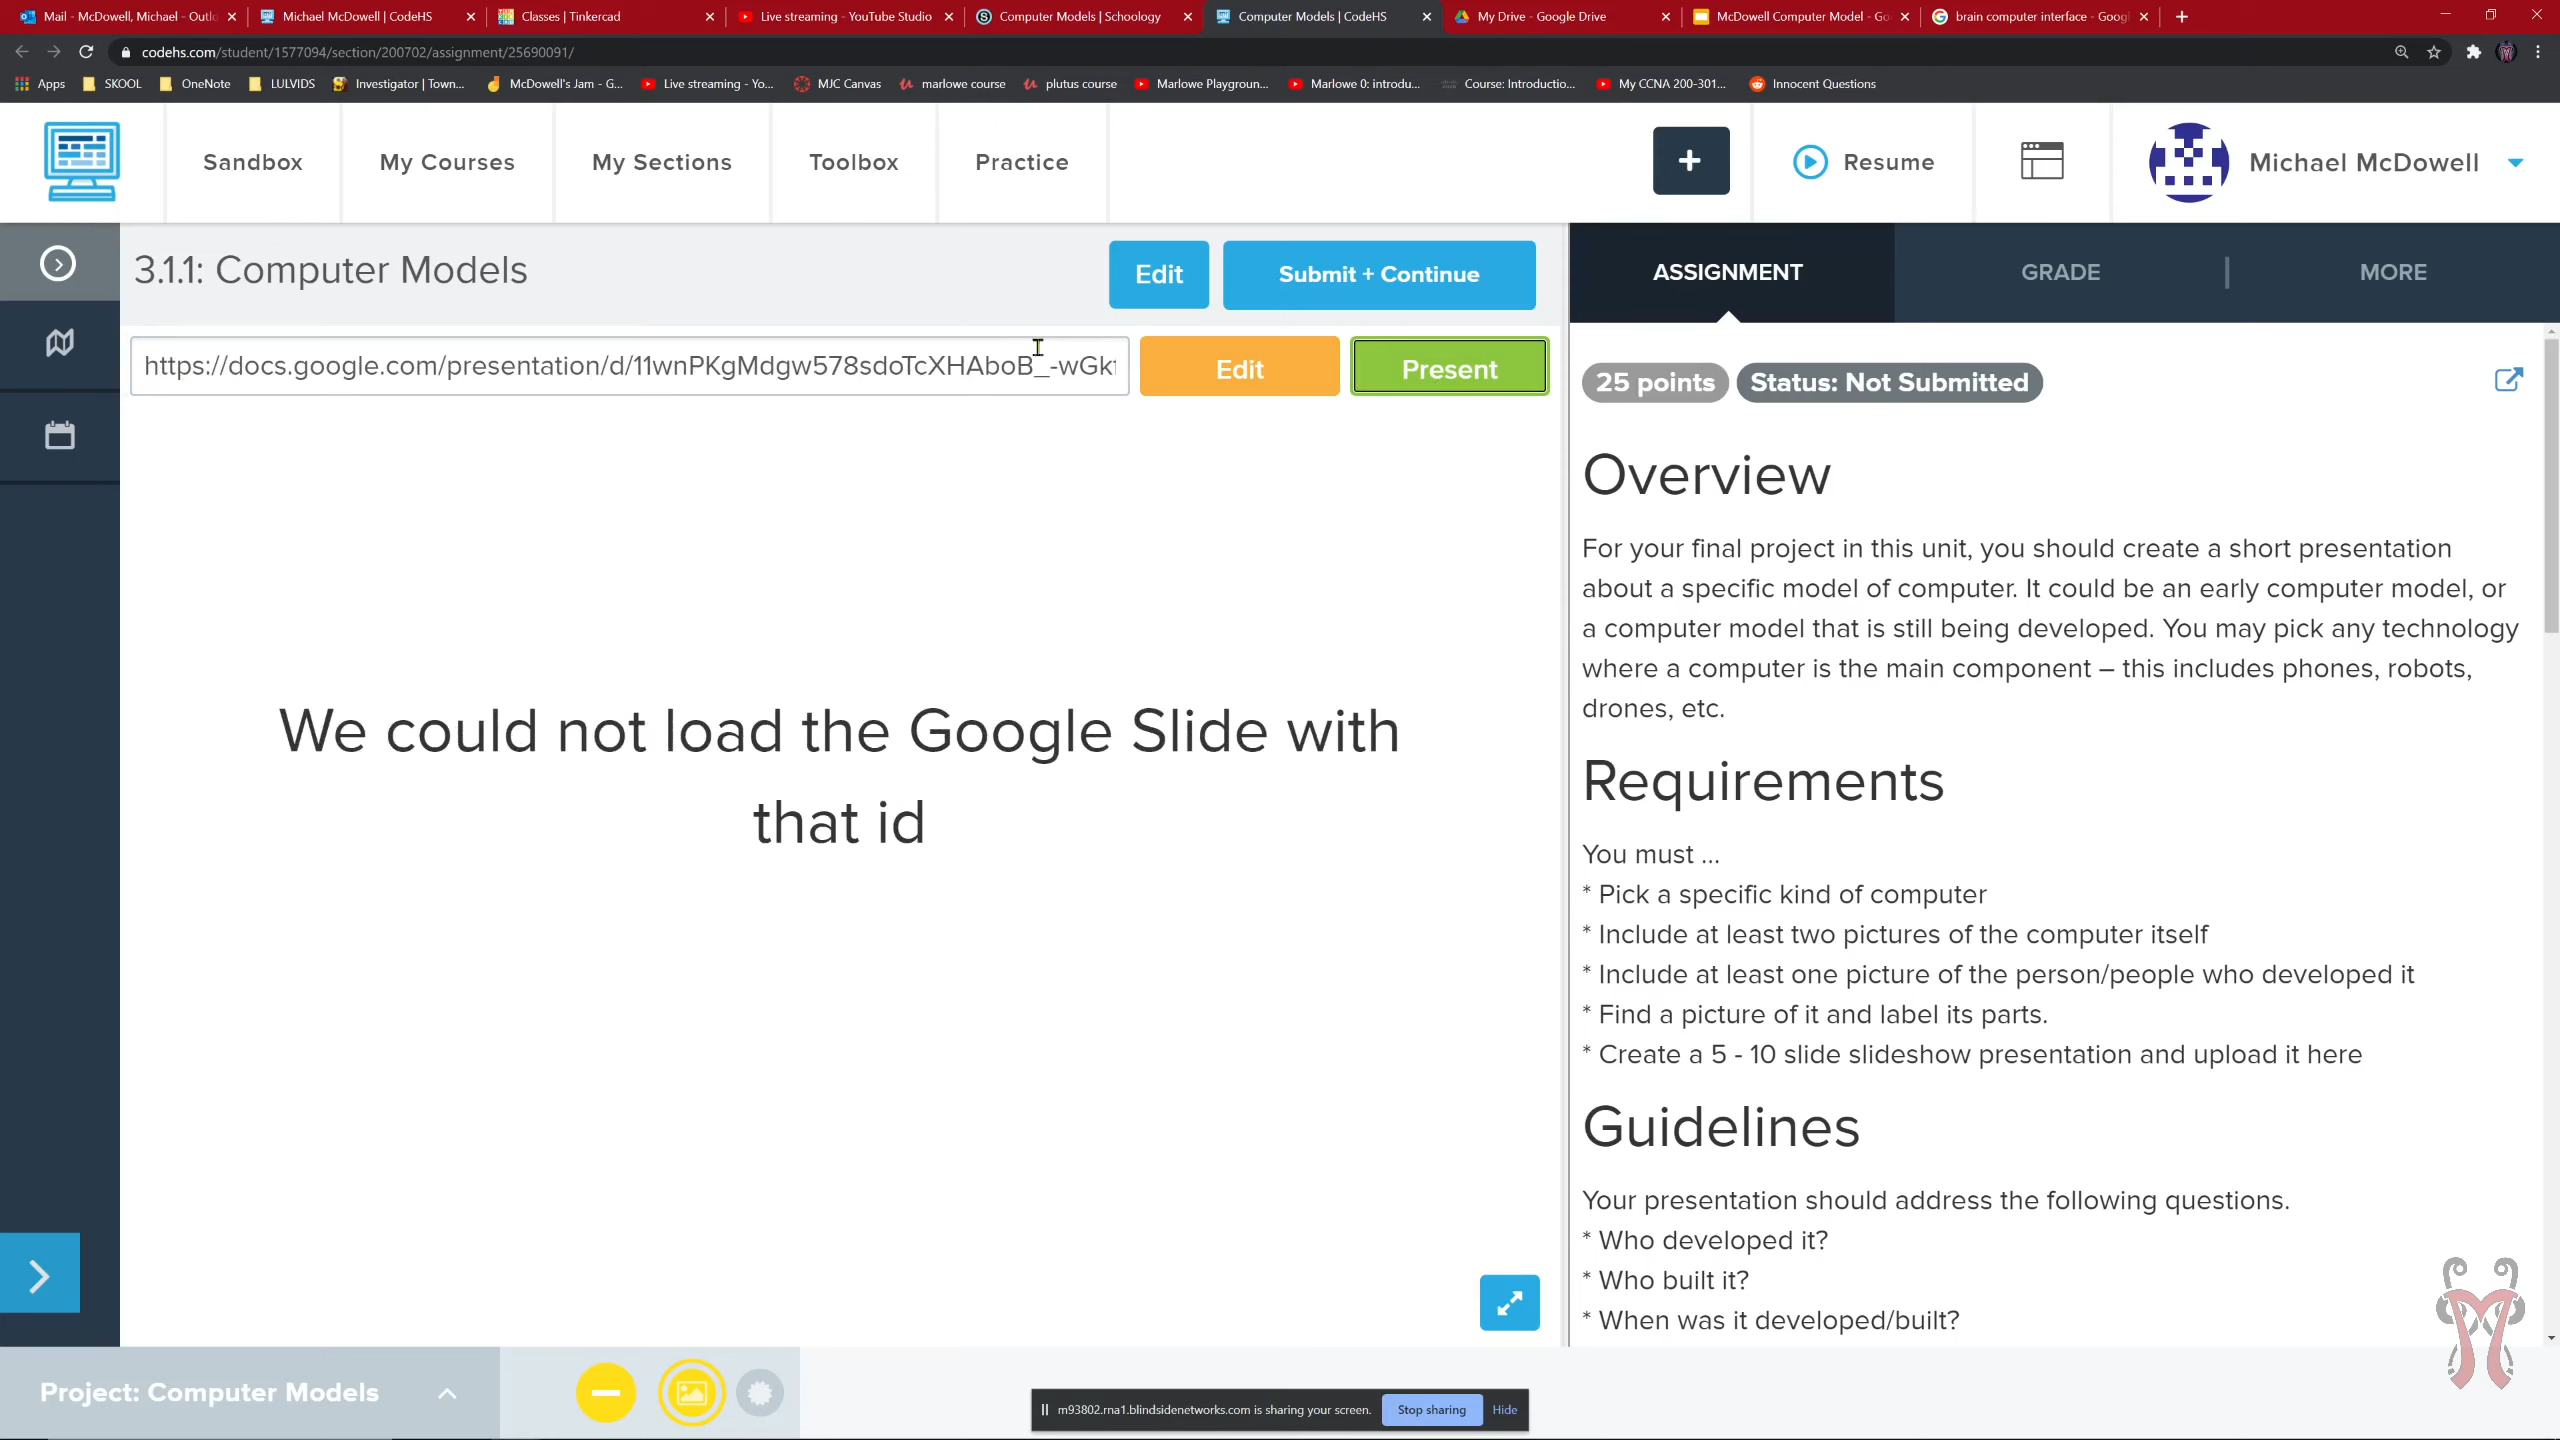 Mail - McDowell, Michael - Outlo
Michael McDowell | CodeHS
Classes | Tinkercad
Live streaming - YouTube Studio
Computer Models | Schoology
Computer Models | CodeHS
My Drive - Google Drive
McDowell Computer Model - Go
brain computer interface - Googl
codehs.com/student/1577094/section/200702/assignment/25690091/
Apps SKOOL OneNote LULVIDS Investigator | Town... McDowell's Jam - G... Live streaming - Yo... MJC Canvas marlowe course plutus course Marlowe Playgroun... Marlowe 0: introdu... Course: Introductio... My CCNA 200-301... Innocent Questions
Sandbox My Courses My Sections Toolbox Practice + Resume Michael McDowell
3.1.1: Computer Models Edit Submit + Continue
https://docs.google.com/presentation/d/11wnPKgMdgw578sdoTcXHAboB_-wGk Edit Present
We could not load the Google Slide with
that id
ASSIGNMENT GRADE | MORE
25 points Status: Not Submitted
Overview
For your final project in this unit, you should create a short presentation
about a specific model of computer. It could be an early computer model, or
a computer model that is still being developed. You may pick any technology
where a computer is the main component – this includes phones, robots,
drones, etc.
Requirements
You must ...
* Pick a specific kind of computer
* Include at least two pictures of the computer itself
* Include at least one picture of the person/people who developed it
* Find a picture of it and label its parts.
* Create a 5 - 10 slide slideshow presentation and upload it here
Guidelines
Your presentation should address the following questions.
* Who developed it?
* Who built it?
* When was it developed/built?
Project: Computer Models
m93802.rna1.blindsidenetworks.com is sharing your screen. Stop sharing Hide